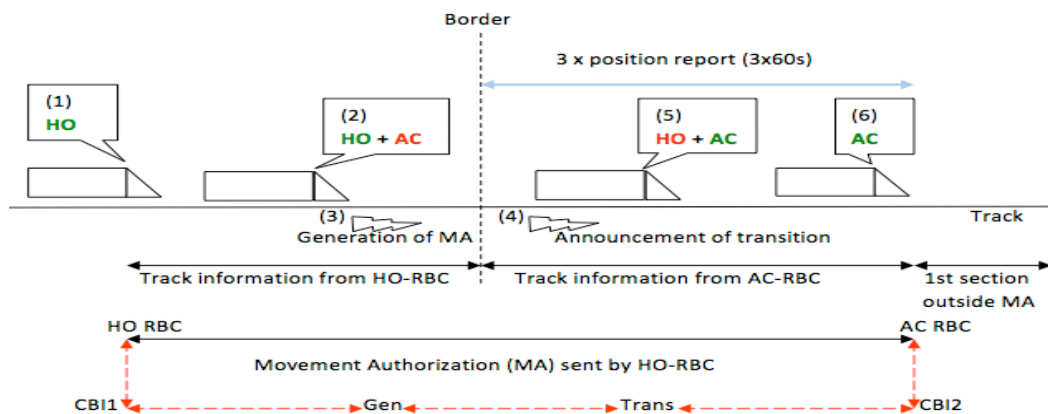 Border
3 x position report (3x60s)
(1)
HO
(2)
HO + AC
(5)
HO + AC
(6)
AC
(3)
(4)
Track
Generation of MA
Announcement of transition
Track information from HO-RBC
Track information from AC-RBC
1st section
outside MA
HO RBC
AC RBC
Movement Authorization (MA) sent by HO-RBC
CBI1
Gen
Trans
CBI2